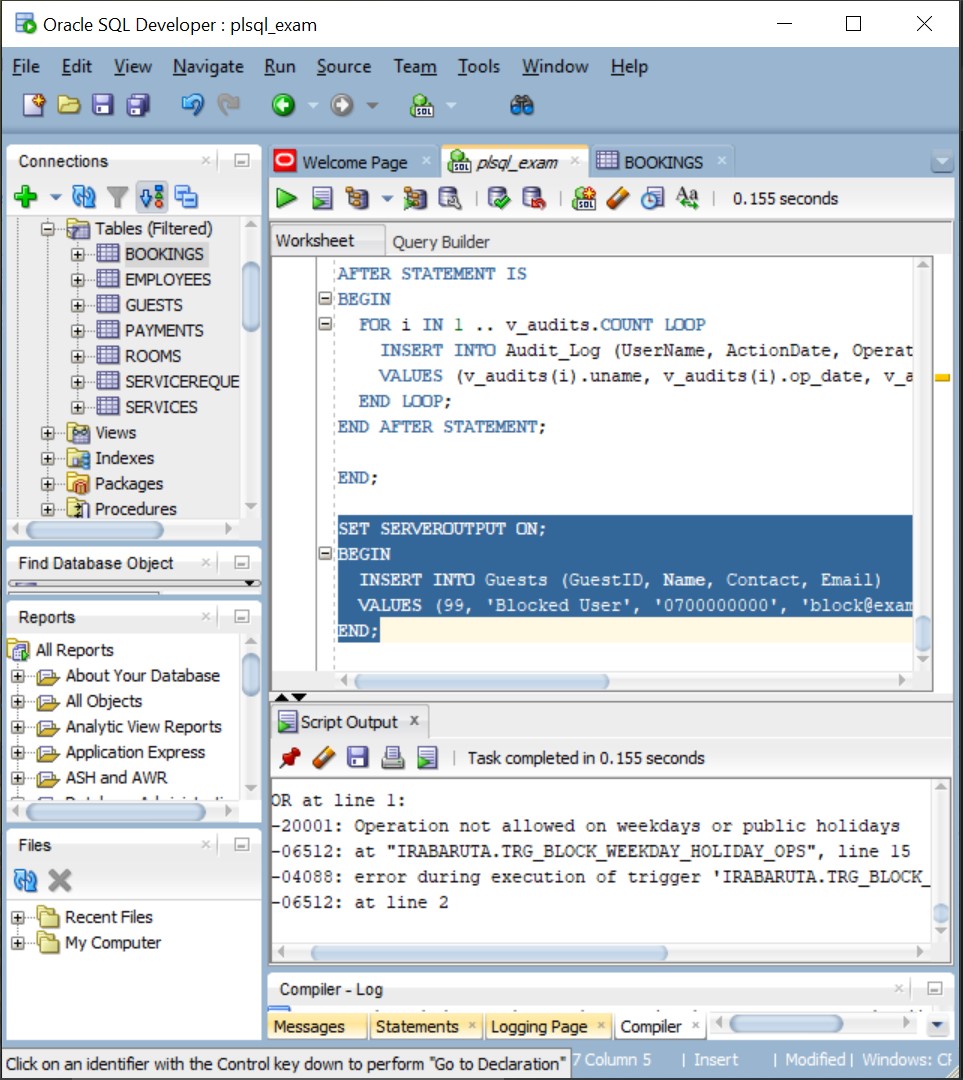 Oracle SQL Developer : plsql_exam
File Edit View Navigate Run Source Team Tools Window Help
Connections
Tables (Filtered)
BOOKINGS
EMPLOYEES
GUESTS
PAYMENTS
ROOMS
SERVICEREQUE
SERVICES
Views
Indexes
Packages
Procedures
Find Database Object
Reports
All Reports
About Your Database
All Objects
Analytic View Reports
Application Express
ASH and AWR
Files
Recent Files
My Computer
Welcome Page plsql_exam BOOKINGS
0.155 seconds
Worksheet Query Builder
AFTER STATEMENT IS
BEGIN
FOR i IN 1 .. v_audits.COUNT LOOP
INSERT INTO Audit_Log (UserName, ActionDate, Operat
VALUES (v_audits(i).uname, v_audits(i).op_date, v_a
END LOOP;
END AFTER STATEMENT;
END;
SET SERVEROUTPUT ON;
BEGIN
INSERT INTO Guests (GuestID, Name, Contact, Email)
VALUES (99, 'Blocked User', '0700000000', 'block@exam
END;
Script Output
Task completed in 0.155 seconds
OR at line 1:
-20001: Operation not allowed on weekdays or public holidays
-06512: at "IRABARUTA.TRG_BLOCK_WEEKDAY_HOLIDAY_OPS", line 15
-04088: error during execution of trigger 'IRABARUTA.TRG_BLOCK_
-06512: at line 2
Compiler - Log
Messages Statements Logging Page Compiler
Click on an identifier with the Control key down to perform "Go to Declaration" 7 Column 5 | Insert | Modified | Windows: CF